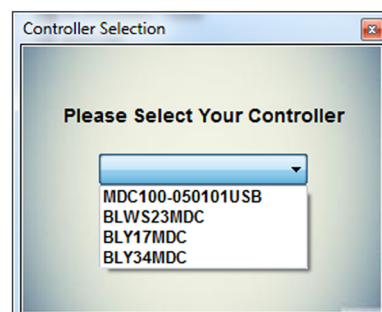 Controller Selection
Please Select Your Controller
MDC100-050101USB
BLWS23MDC
BLY17MDC
BLY34MDC